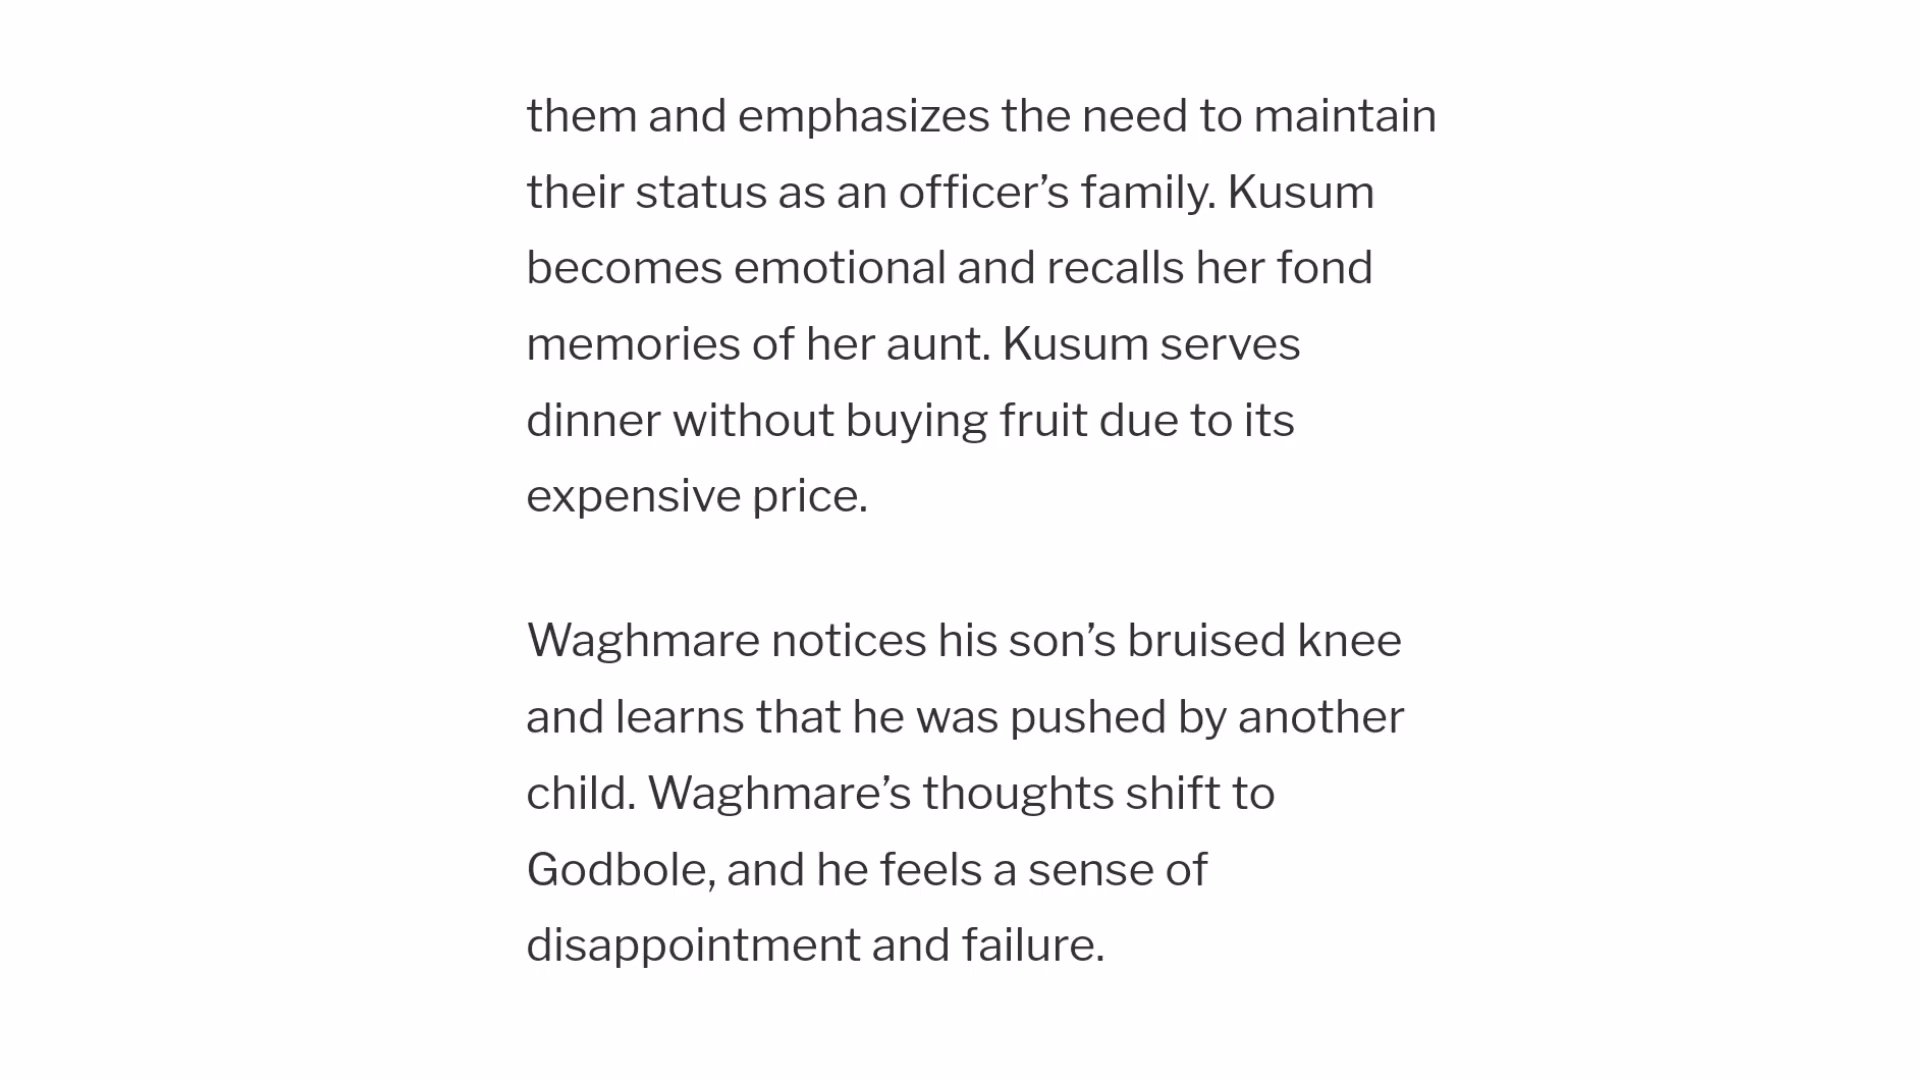 them and emphasizes the need to maintain
their status as an officer’s family. Kusum
becomes emotional and recalls her fond
memories of her aunt. Kusum serves
dinner without buying fruit due to its
expensive price.
Waghmare notices his son’s bruised knee
and learns that he was pushed by another
child. Waghmare’s thoughts shift to
Godbole, and he feels a sense of
disappointment and failure.